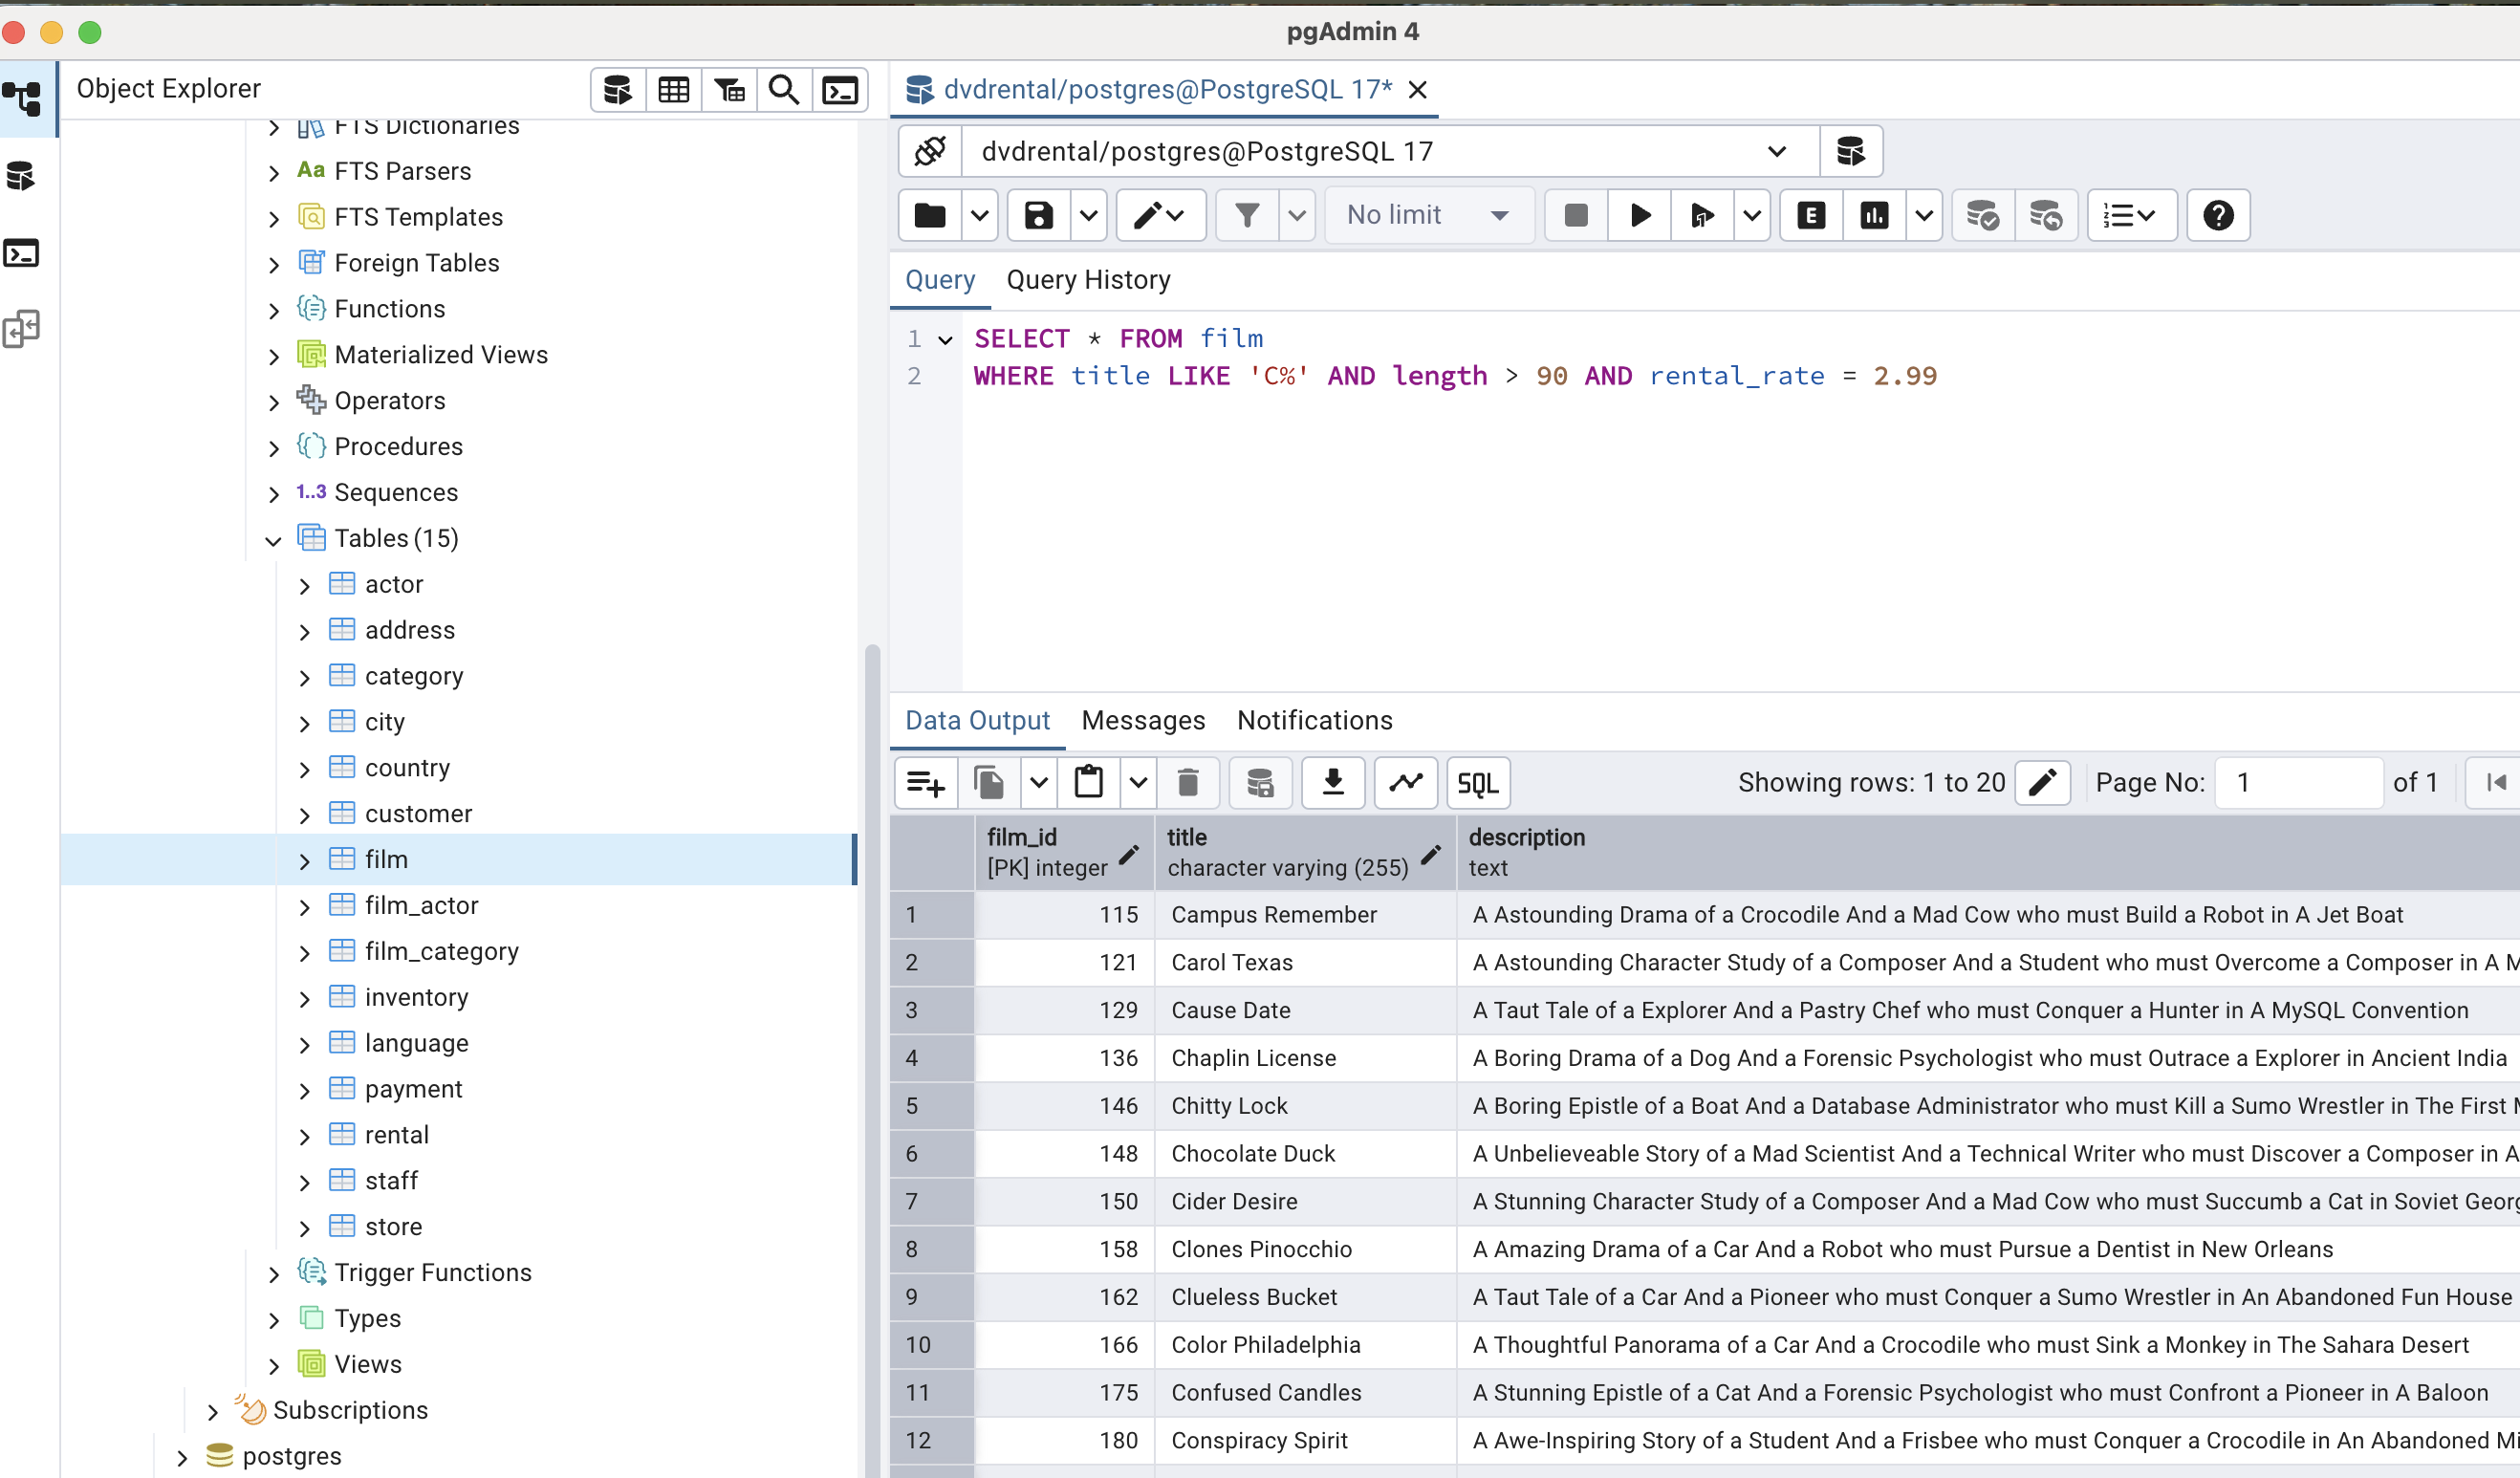 pgAdmin 4
Object Explorer
FTS Dictionaries
Aa FTS Parsers
FTS Templates
Foreign Tables
Functions
Materialized Views
Operators
Procedures
1..3 Sequences
Tables (15)
actor
address
category
city
country
customer
film
film_actor
film_category
inventory
language
payment
rental
staff
store
Trigger Functions
Types
Views
Subscriptions
postgres
dvdrental/postgres@PostgreSQL 17*
dvdrental/postgres@PostgreSQL 17
No limit
E
Query Query History
1 SELECT * FROM film
2 WHERE title LIKE 'C%' AND length > 90 AND rental_rate = 2.99
Data Output Messages Notifications
SQL Showing rows: 1 to 20 Page No: 1 of 1
film_id title description
[PK] integer character varying (255) text
1 115 Campus Remember A Astounding Drama of a Crocodile And a Mad Cow who must Build a Robot in A Jet Boat
2 121 Carol Texas A Astounding Character Study of a Composer And a Student who must Overcome a Composer in A
3 129 Cause Date A Taut Tale of a Explorer And a Pastry Chef who must Conquer a Hunter in A MySQL Convention
4 136 Chaplin License A Boring Drama of a Dog And a Forensic Psychologist who must Outrace a Explorer in Ancient India
5 146 Chitty Lock A Boring Epistle of a Boat And a Database Administrator who must Kill a Sumo Wrestler in The First
6 148 Chocolate Duck A Unbelieveable Story of a Mad Scientist And a Technical Writer who must Discover a Composer in A
7 150 Cider Desire A Stunning Character Study of a Composer And a Mad Cow who must Succumb a Cat in Soviet Georg
8 158 Clones Pinocchio A Amazing Drama of a Car And a Robot who must Pursue a Dentist in New Orleans
9 162 Clueless Bucket A Taut Tale of a Car And a Pioneer who must Conquer a Sumo Wrestler in An Abandoned Fun House
10 166 Color Philadelphia A Thoughtful Panorama of a Car And a Crocodile who must Sink a Monkey in The Sahara Desert
11 175 Confused Candles A Stunning Epistle of a Cat And a Forensic Psychologist who must Confront a Pioneer in A Baloon
12 180 Conspiracy Spirit A Awe-Inspiring Story of a Student And a Frisbee who must Conquer a Crocodile in An Abandoned Mi